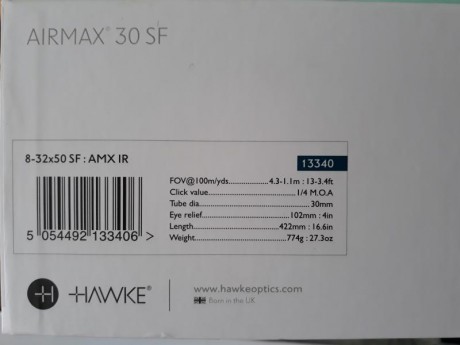 AIRMAX® 30 SF
8-32x50 SF : AMX IR
13340
FOV@100m/yds....................4.3-1.1m : 13-3.4ft
Click value....................................1/4 M.O.A
Tube dia............................................30mm
Eye relief....................................102mm : 4in
Length....................................422mm : 16.6in
Weight.....................................774g : 27.3oz
5 054492 133406 >
HAWKE®
www.hawkeoptics.com
Born in the UK